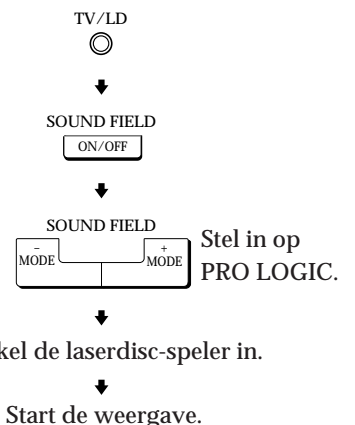 TV/LD
SOUND FIELD
ON/OFF
SOUND FIELD
− MODE + MODE
Stel in op
PRO LOGIC.
de laserdisc-speler in.
Start de weergave.